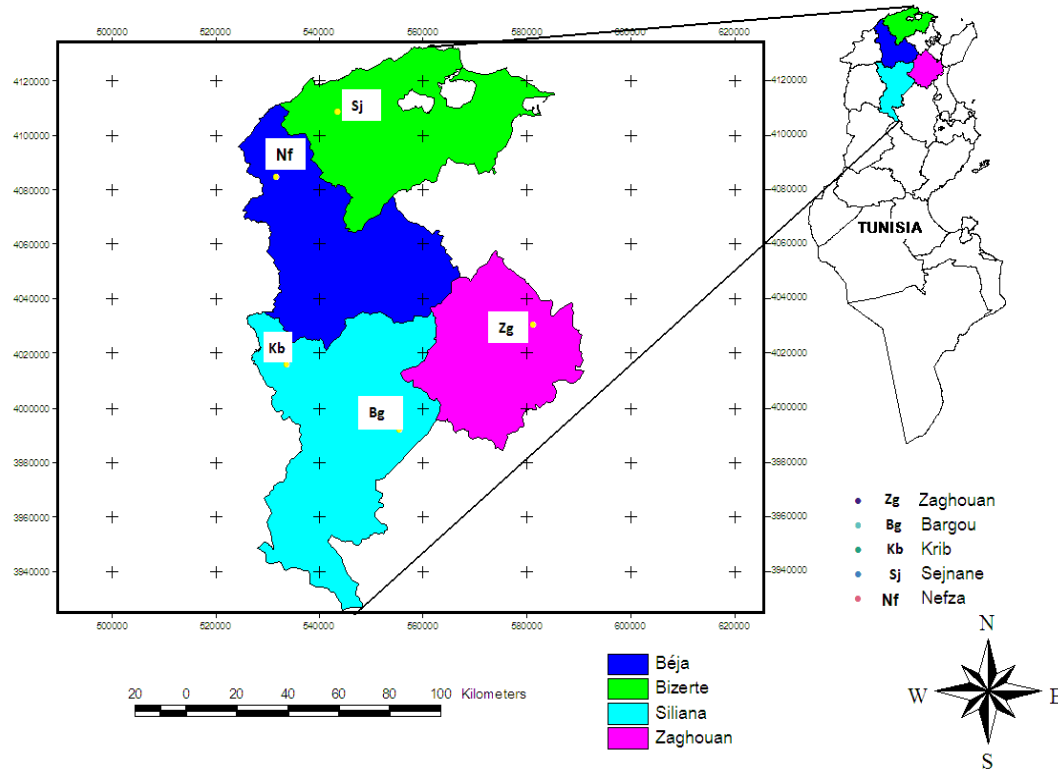 500000 520000 540000 560000 580000 600000 620000
4120000 4120000
4100000 4100000
4080000 4080000
4060000 4060000
4040000 4040000
4020000 4020000
4000000 4000000
3980000 3980000
3960000 3960000
3940000 3940000
500000 520000 540000 560000 580000 600000 620000
Sj
Nf
Zg
Kb
Bg
TUNISIA
Zg Zaghouan
Bg Bargou
Kb Krib
Sj Sejnane
Nf Nefza
20 0 20 40 60 80 100 Kilometers
Béja
Bizerte
Siliana
Zaghouan
N
W E
S